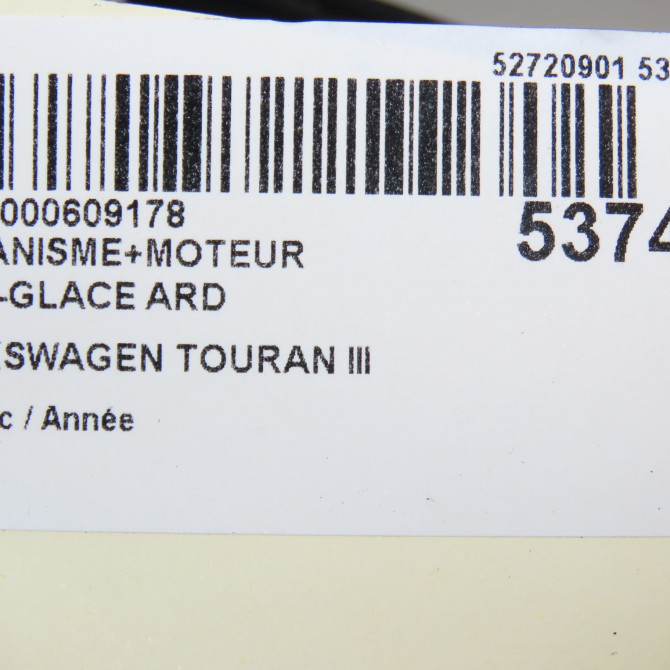 52720901 53
000609178
5374
ANISME+MOTEUR
-GLACE ARD
SWAGEN TOURAN III
c / Année